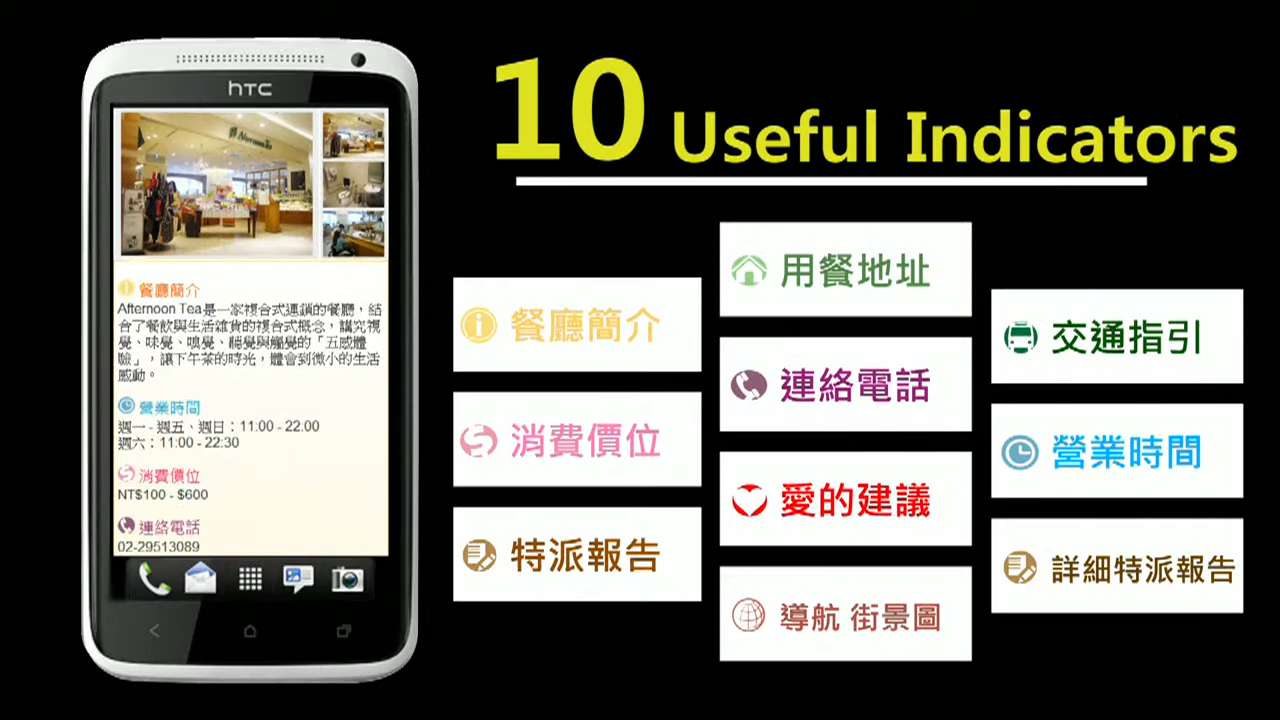 hTC
Afternoon Tea
餐廳簡介
Afternoon Tea是一家複合式連鎖的餐廳，結
合了餐飲與生活雜貨的複合式概念，講究視
覺、味覺、嗅覺、聽覺與觸覺的「五感體
驗」，讓下午茶的時光，體會到微小的生活
感動。
營業時間
週一 - 週五、週日：11:00 - 22:00
週六：11:00 - 22:30
消費價位
NT$100 - $600
連絡電話
02-29513089
10 Useful Indicators
餐廳簡介
消費價位
特派報告
用餐地址
連絡電話
愛的建議
導航 街景圖
交通指引
營業時間
詳細特派報告